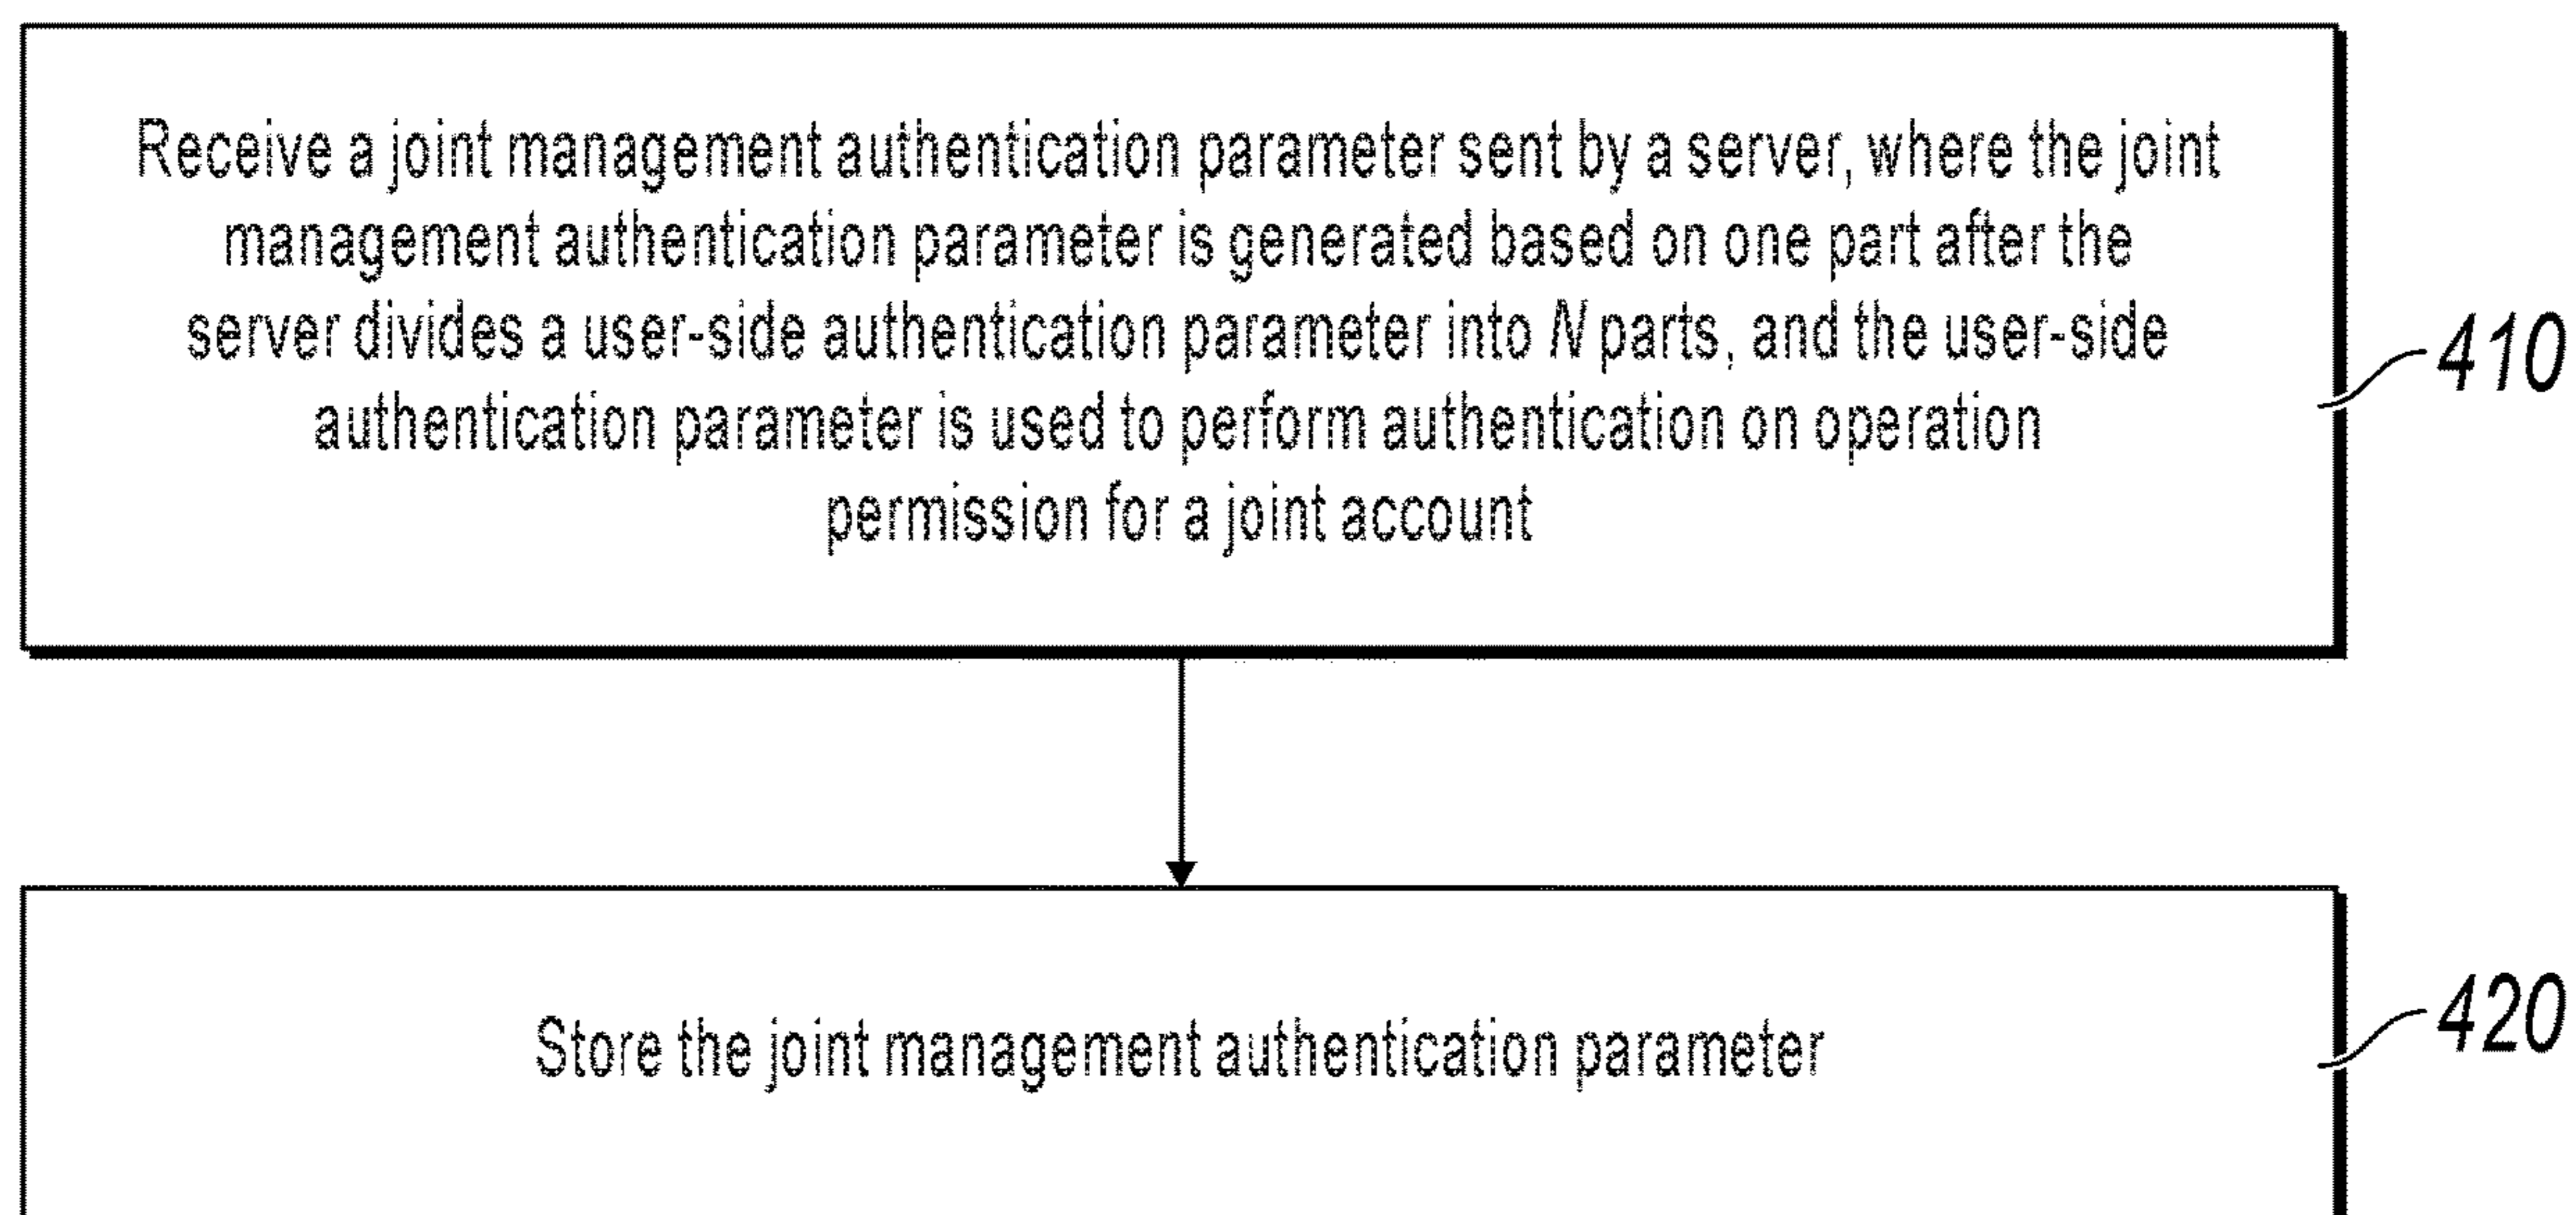 Receive a joint management authentication parameter sent by a server, where the joint
management authentication parameter is generated based on one part after the
server divides a user-side authentication parameter into N parts, and the user-side
authentication parameter is used to perform authentication on operation
permission for a joint account
410
Store the joint management authentication parameter
420